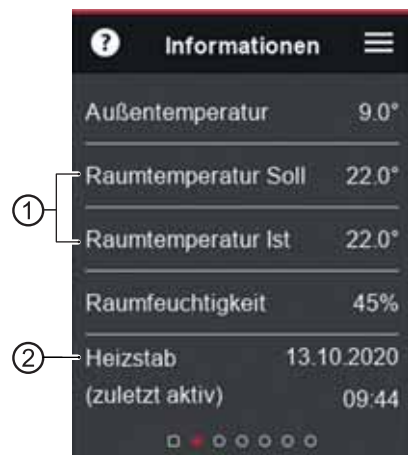 ? Informationen
Außentemperatur 9.0°
① Raumtemperatur Soll 22.0°
Raumtemperatur Ist 22.0°
Raumfeuchtigkeit 45%
② Heizstab 13.10.2020
(zuletzt aktiv) 09:44